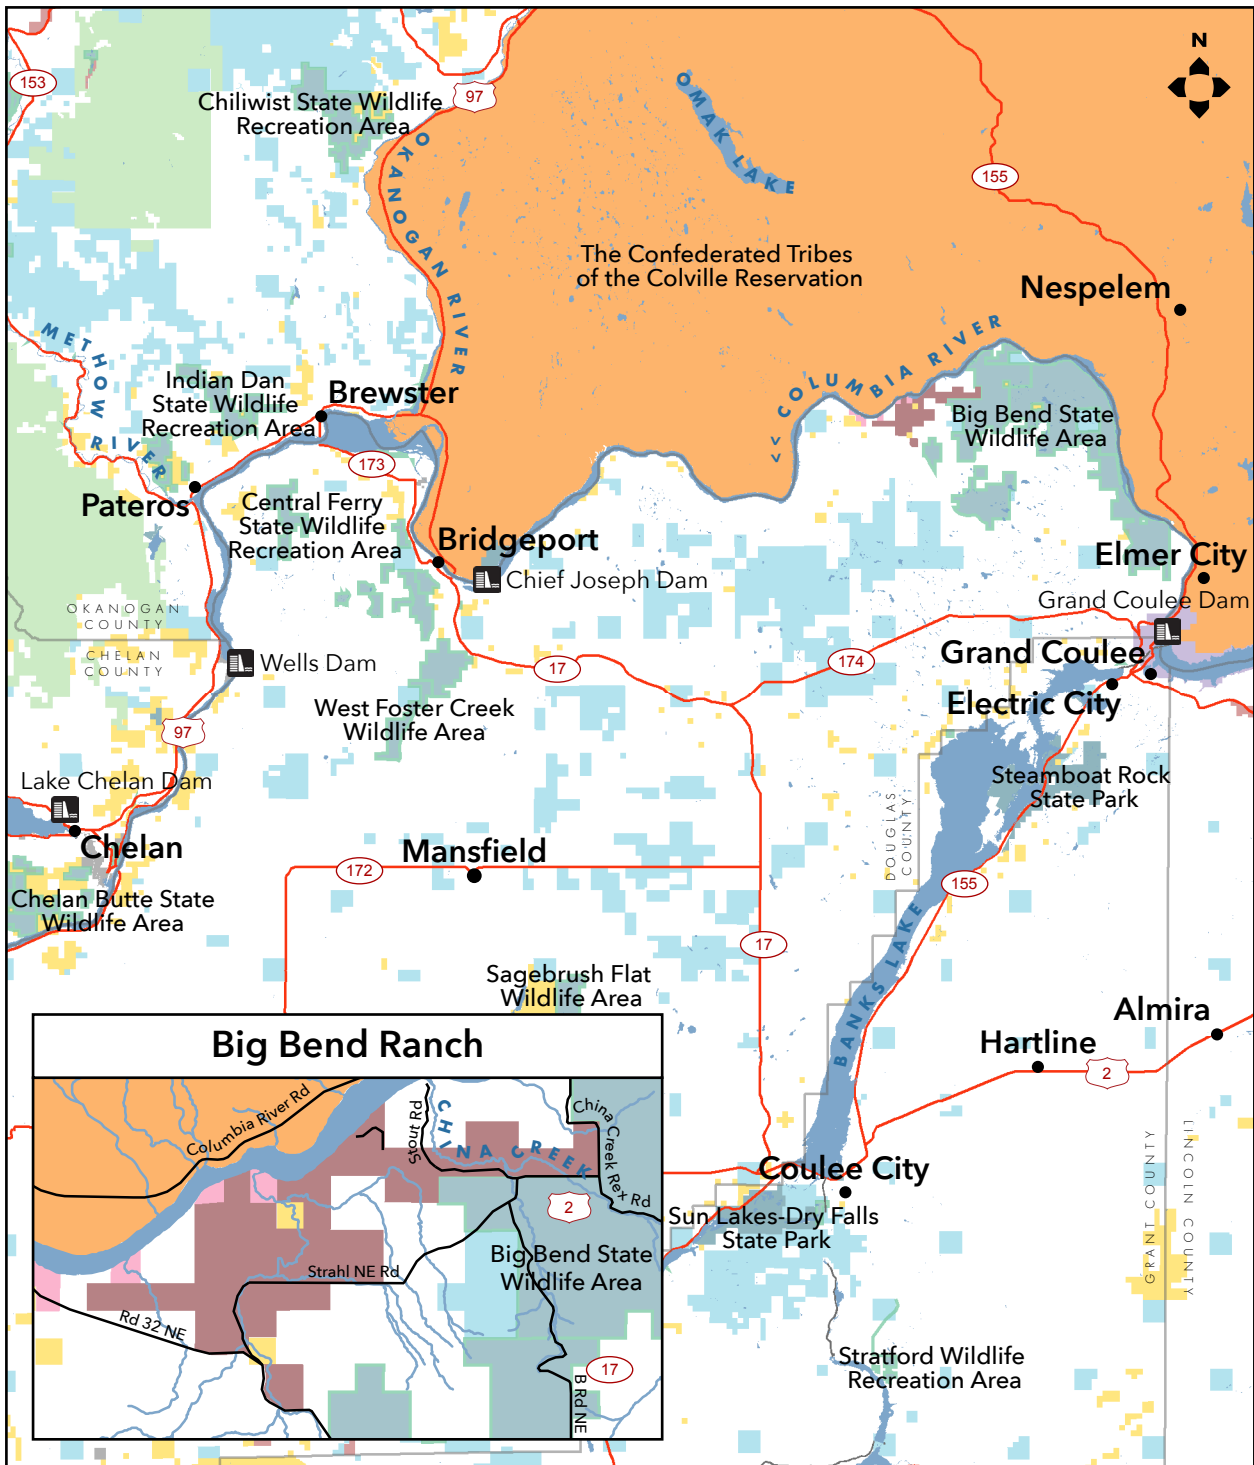 N
153
97
Chiliwist State Wildlife
Recreation Area
OKANOGAN RIVER
OMAK LAKE
155
The Confederated Tribes
of the Colville Reservation
Nespelem
METHOW RIVER
<< COLUMBIA RIVER
Indian Dan
State Wildlife
Recreation Area
Brewster
Big Bend State
Wildlife Area
173
Pateros
Central Ferry
State Wildlife
Recreation Area
Bridgeport
Chief Joseph Dam
Elmer City
Grand Coulee Dam
OKANOGAN
COUNTY
CHELAN
COUNTY
Wells Dam
17
174
Grand Coulee
Electric City
West Foster Creek
Wildlife Area
97
Lake Chelan Dam
Steamboat Rock
State Park
DOUGLAS
COUNTY
Chelan
Mansfield
172
155
Chelan Butte State
Wildlife Area
BANKS LAKE
17
Sagebrush Flat
Wildlife Area
Almira
Hartline
2
Big Bend Ranch
Columbia River Rd
Stout Rd
CHINA CREEK
China Creek Rex Rd
2
Big Bend State
Wildlife Area
Strahl NE Rd
Rd 32 NE
17
B Rd NE
Coulee City
Sun Lakes-Dry Falls
State Park
GRANT COUNTY
LINCOLN COUNTY
Stratford Wildlife
Recreation Area